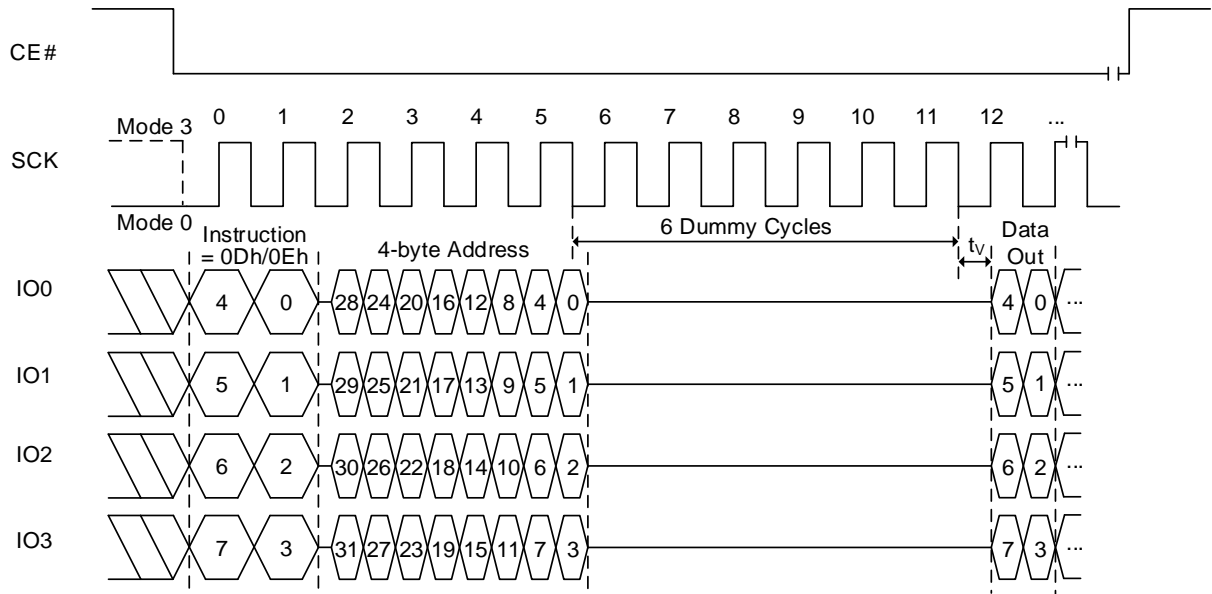 CE#
0 1 2 3 4 5 6 7 8 9 10 11 12 ...
Mode 3
SCK
Mode 0
6 Dummy Cycles
Instruction
= 0Dh/0Eh
4-byte Address
tV
Data
Out
IO0 4 0 28 24 20 16 12 8 4 0 4 0 ...
IO1 5 1 29 25 21 17 13 9 5 1 5 1 ...
IO2 6 2 30 26 22 18 14 10 6 2 6 2 ...
IO3 7 3 31 27 23 19 15 11 7 3 7 3 ...